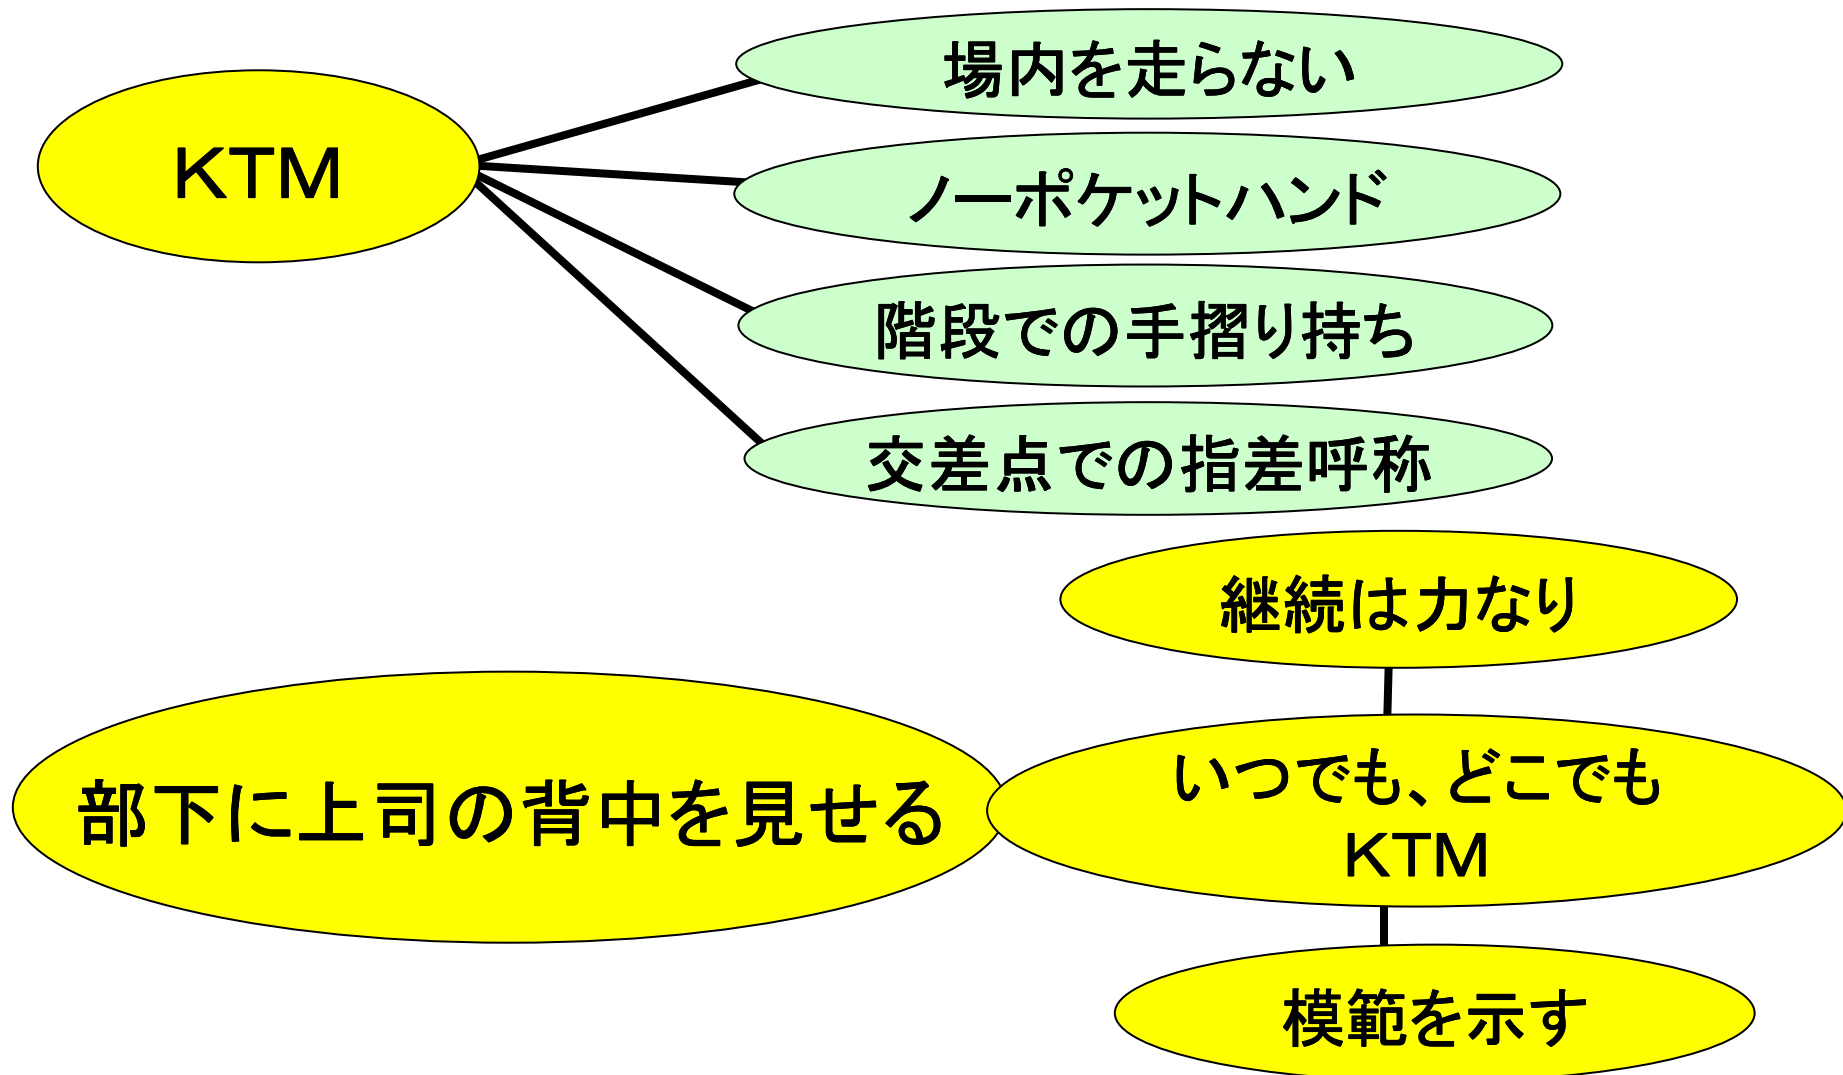 KTM
場内を走らない
ノーポケットハンド
階段での手摺り持ち
交差点での指差呼称
継続は力なり
部下に上司の背中を見せる
いつでも、どこでも
KTM
模範を示す